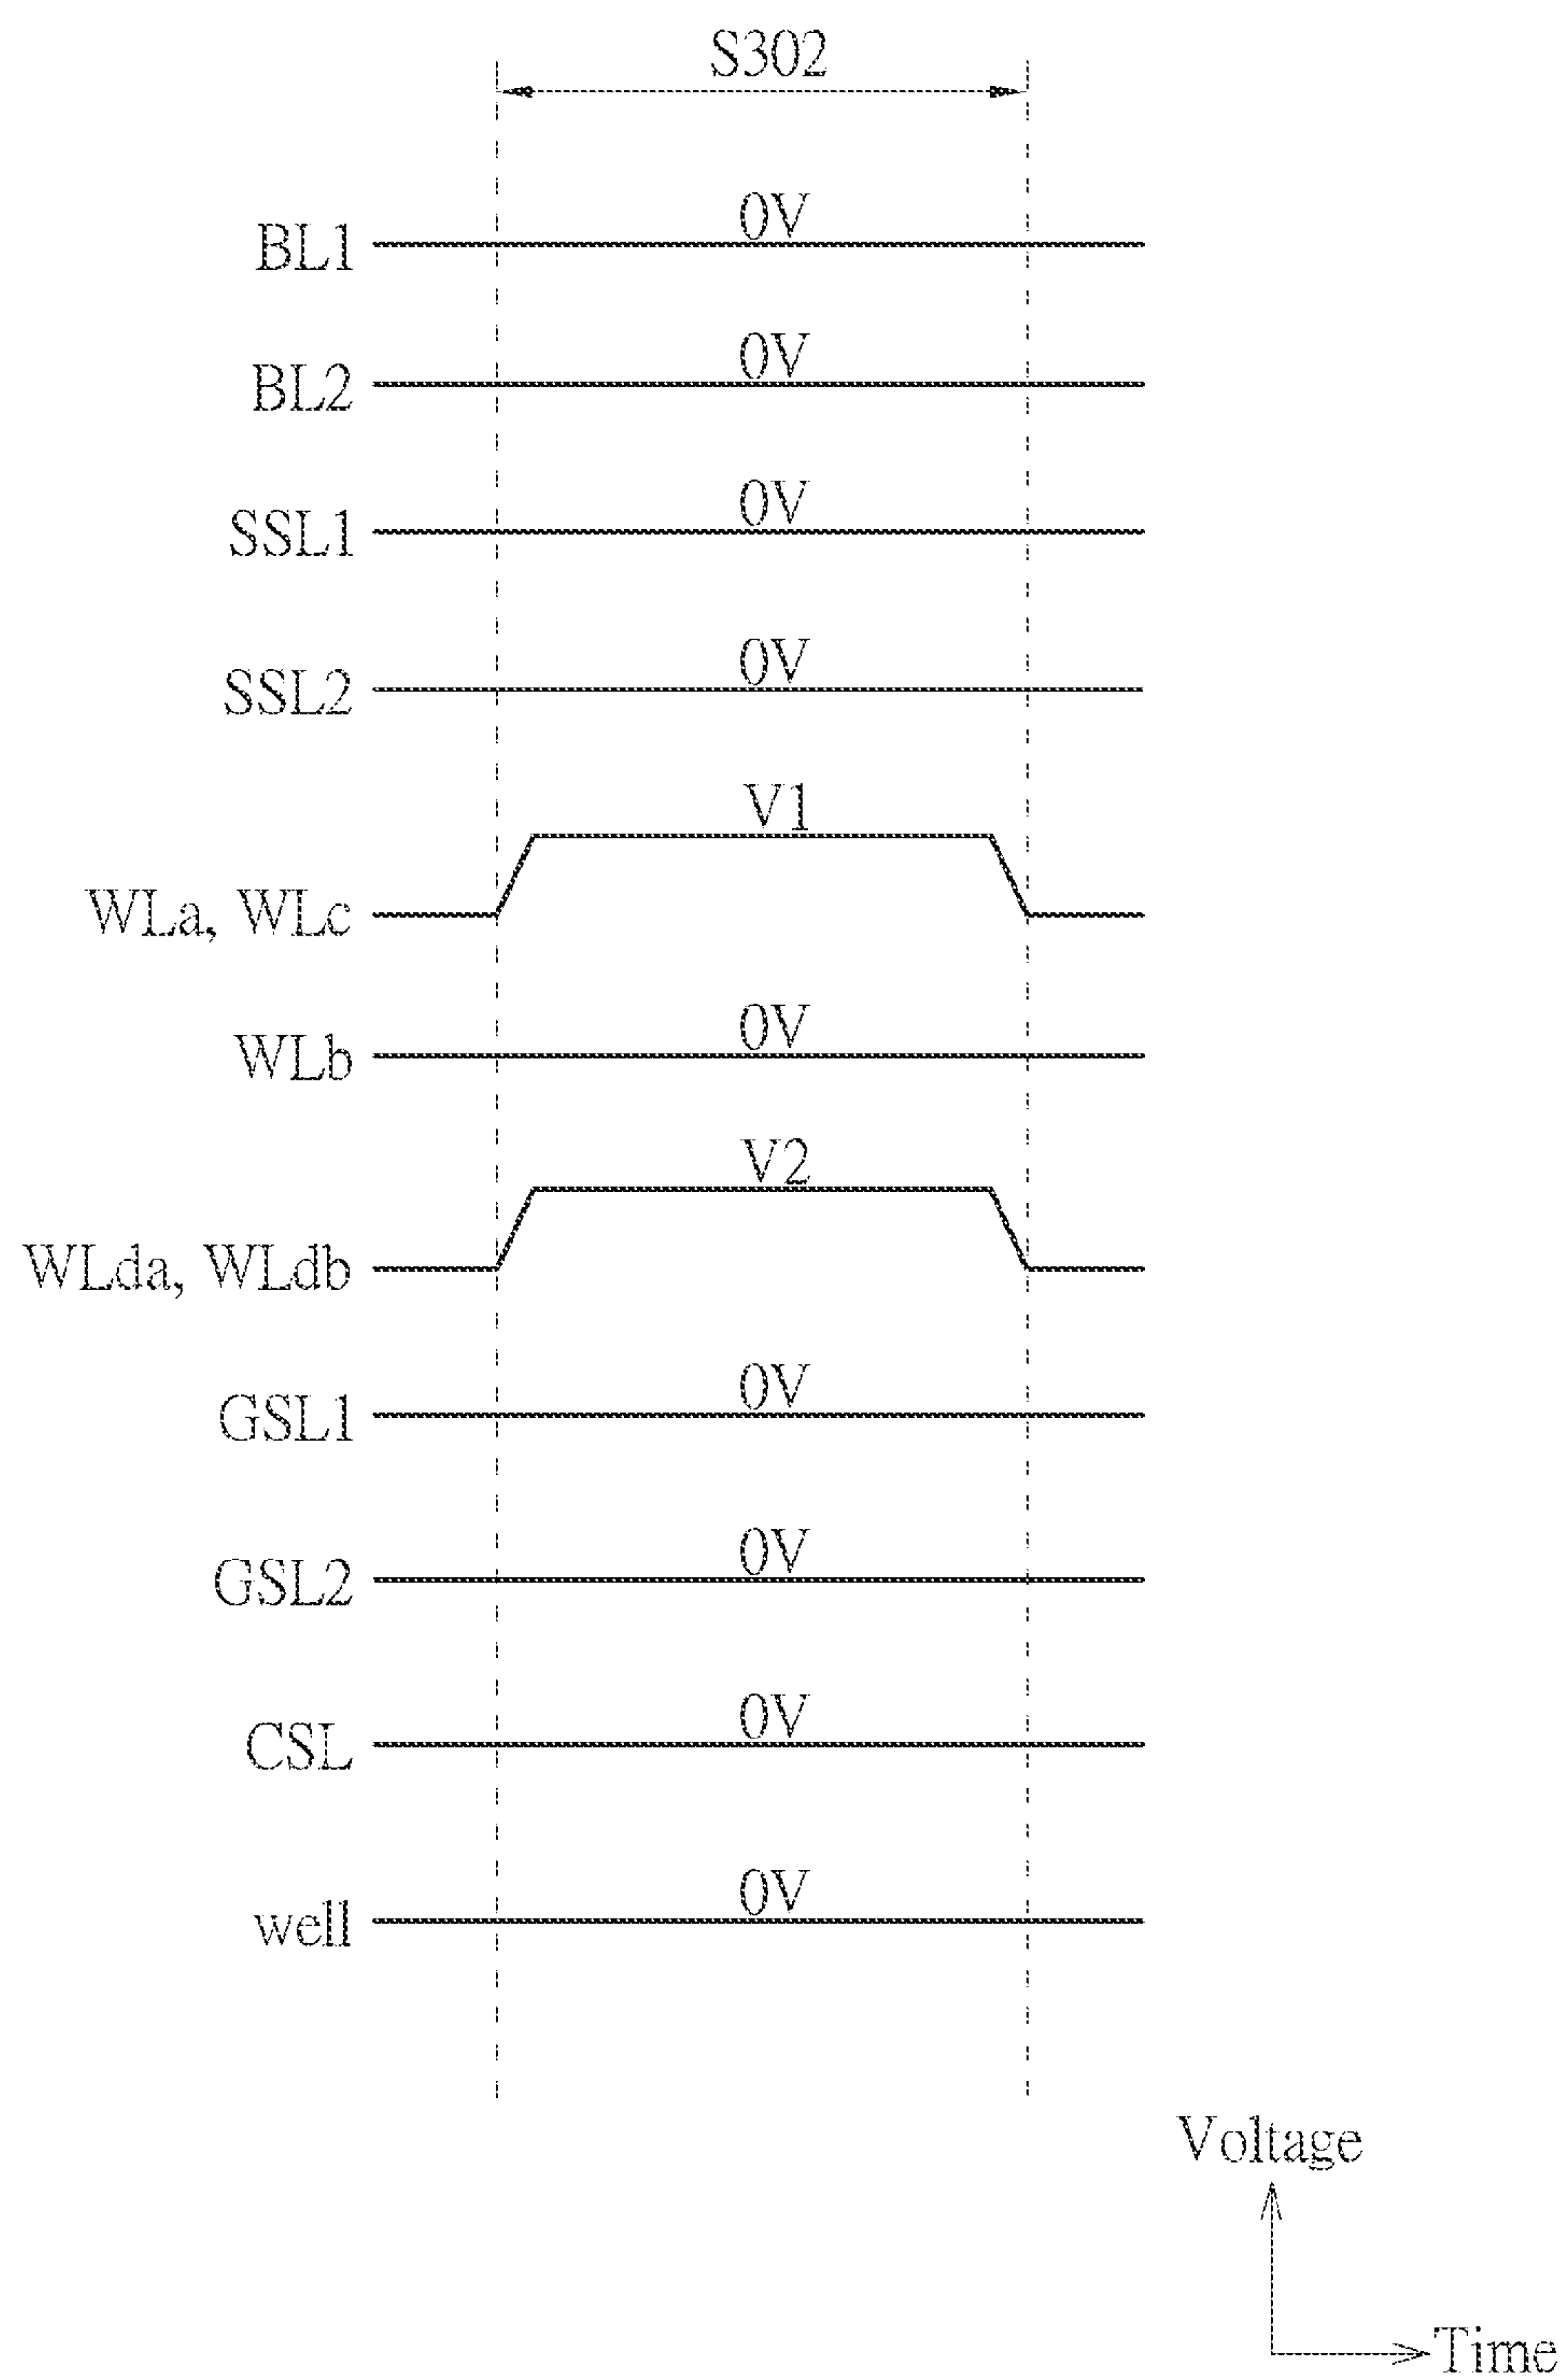 S302
0V
BL1
0V
BL2
0V
SSL1
0V
SSL2
V1
WLa, WLc
0V
WLb
V2
WLda, WLdb
0V
GSL1
0V
GSL2
0V
CSL
0V
well
Voltage
Time